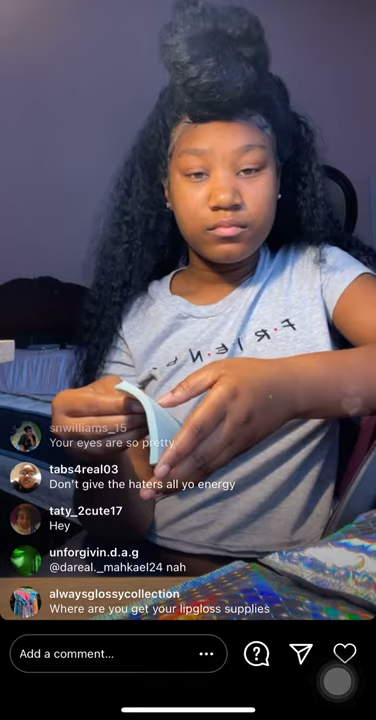 F·R·I·E·N·D·S
snwilliams_15
Your eyes are so pretty
tabs4real03
Don't give the haters all yo energy
taty_2cute17
Hey
unforgivin.d.a.g
@dareal._mahkael24 nah
alwaysglossycollection
Where are you get your lipgloss supplies
Add a comment...